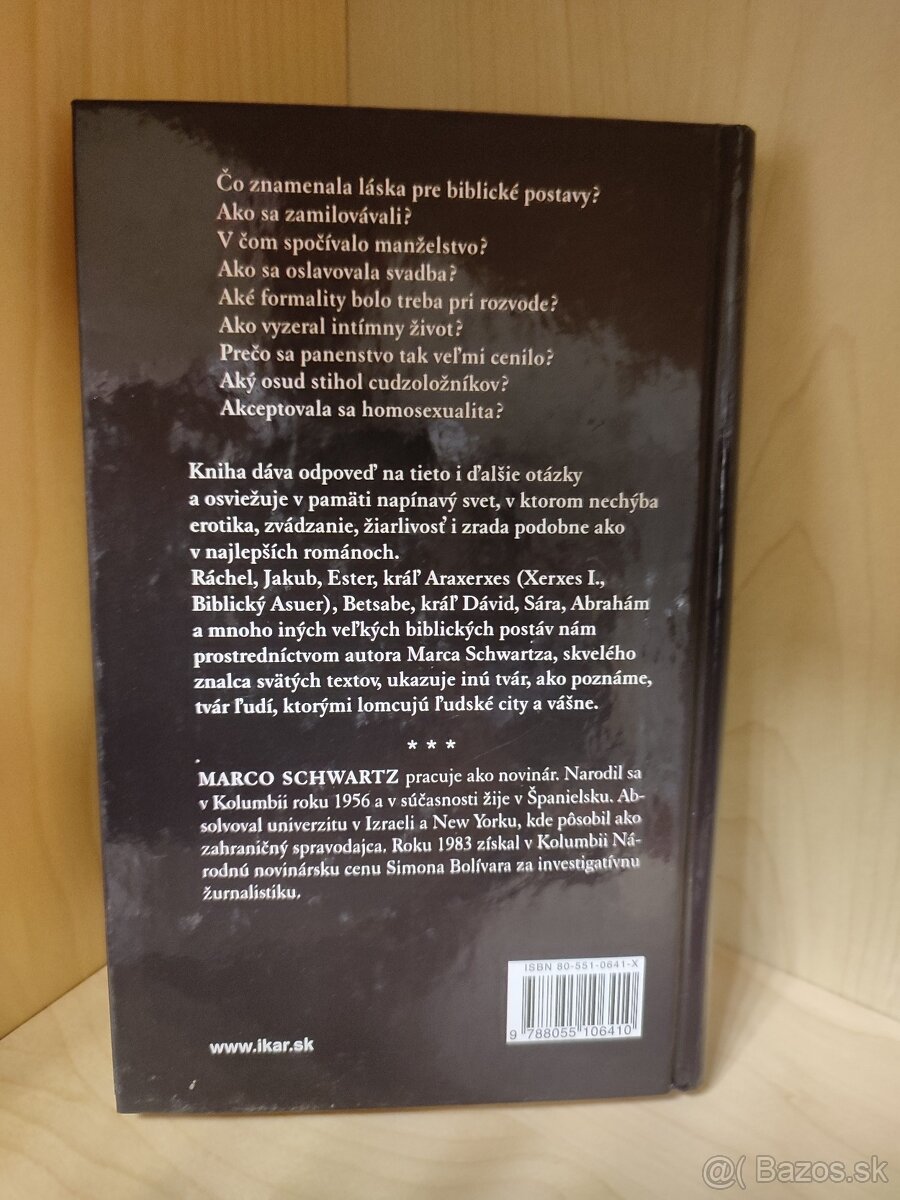 Čo znamenala láska pre biblické postavy?
Ako sa zamilovávali?
V čom spočívalo manželstvo?
Ako sa oslavovala svadba?
Aké formality bolo treba pri rozvode?
Ako vyzeral intímny život?
Prečo sa panenstvo tak veľmi cenilo?
Aký osud stihol cudzoložníkov?
Akceptovala sa homosexualita?
Kniha dáva odpoveď na tieto i ďalšie otázky
a osviežuje v pamäti napínavý svet, v ktorom nechýba
erotika, zvádzanie, žiarlivosť i zrada podobne ako
v najlepších románoch.
Ráchel, Jakub, Ester, kráľ Araxerxes (Xerxes I.,
Biblický Asuer), Betsabe, kráľ Dávid, Sára, Abrahám
a mnoho iných veľkých biblických postáv nám
prostredníctvom autora Marca Schwartza, skvelého
znalca svätých textov, ukazuje inú tvár, ako poznáme,
tvár ľudí, ktorými lomcujú ľudské city a vášne.
* * *
MARCO SCHWARTZ pracuje ako novinár. Narodil sa
v Kolumbii roku 1956 a v súčasnosti žije v Španielsku. Ab-
solvoval univerzitu v Izraeli a New Yorku, kde pôsobil ako
zahraničný spravodajca. Roku 1983 získal v Kolumbii Ná-
rodnú novinársku cenu Simona Bolívara za investigatívnu
žurnalistiku.
ISBN 80-551-0641-X
9 788055 106410
www.ikar.sk
@( Bazos.sk